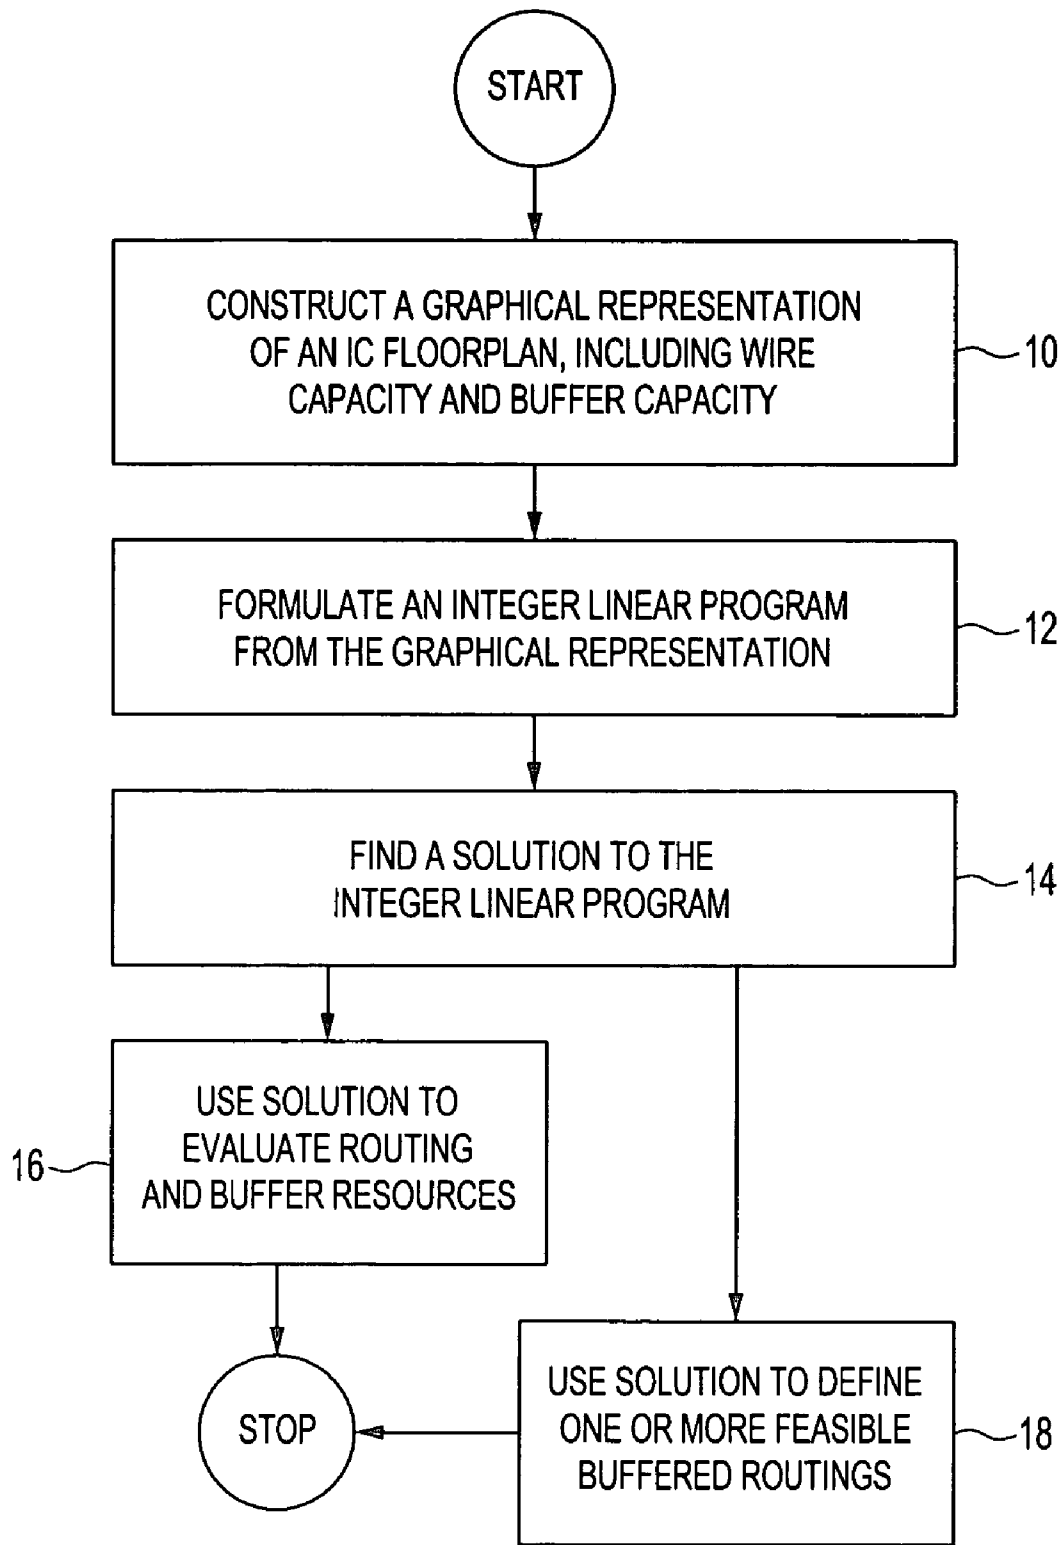 START
CONSTRUCT A GRAPHICAL REPRESENTATION
OF AN IC FLOORPLAN, INCLUDING WIRE
CAPACITY AND BUFFER CAPACITY
10
FORMULATE AN INTEGER LINEAR PROGRAM
FROM THE GRAPHICAL REPRESENTATION
12
FIND A SOLUTION TO THE
INTEGER LINEAR PROGRAM
14
USE SOLUTION TO
EVALUATE ROUTING
AND BUFFER RESOURCES
16
USE SOLUTION TO DEFINE
ONE OR MORE FEASIBLE
BUFFERED ROUTINGS
18
STOP